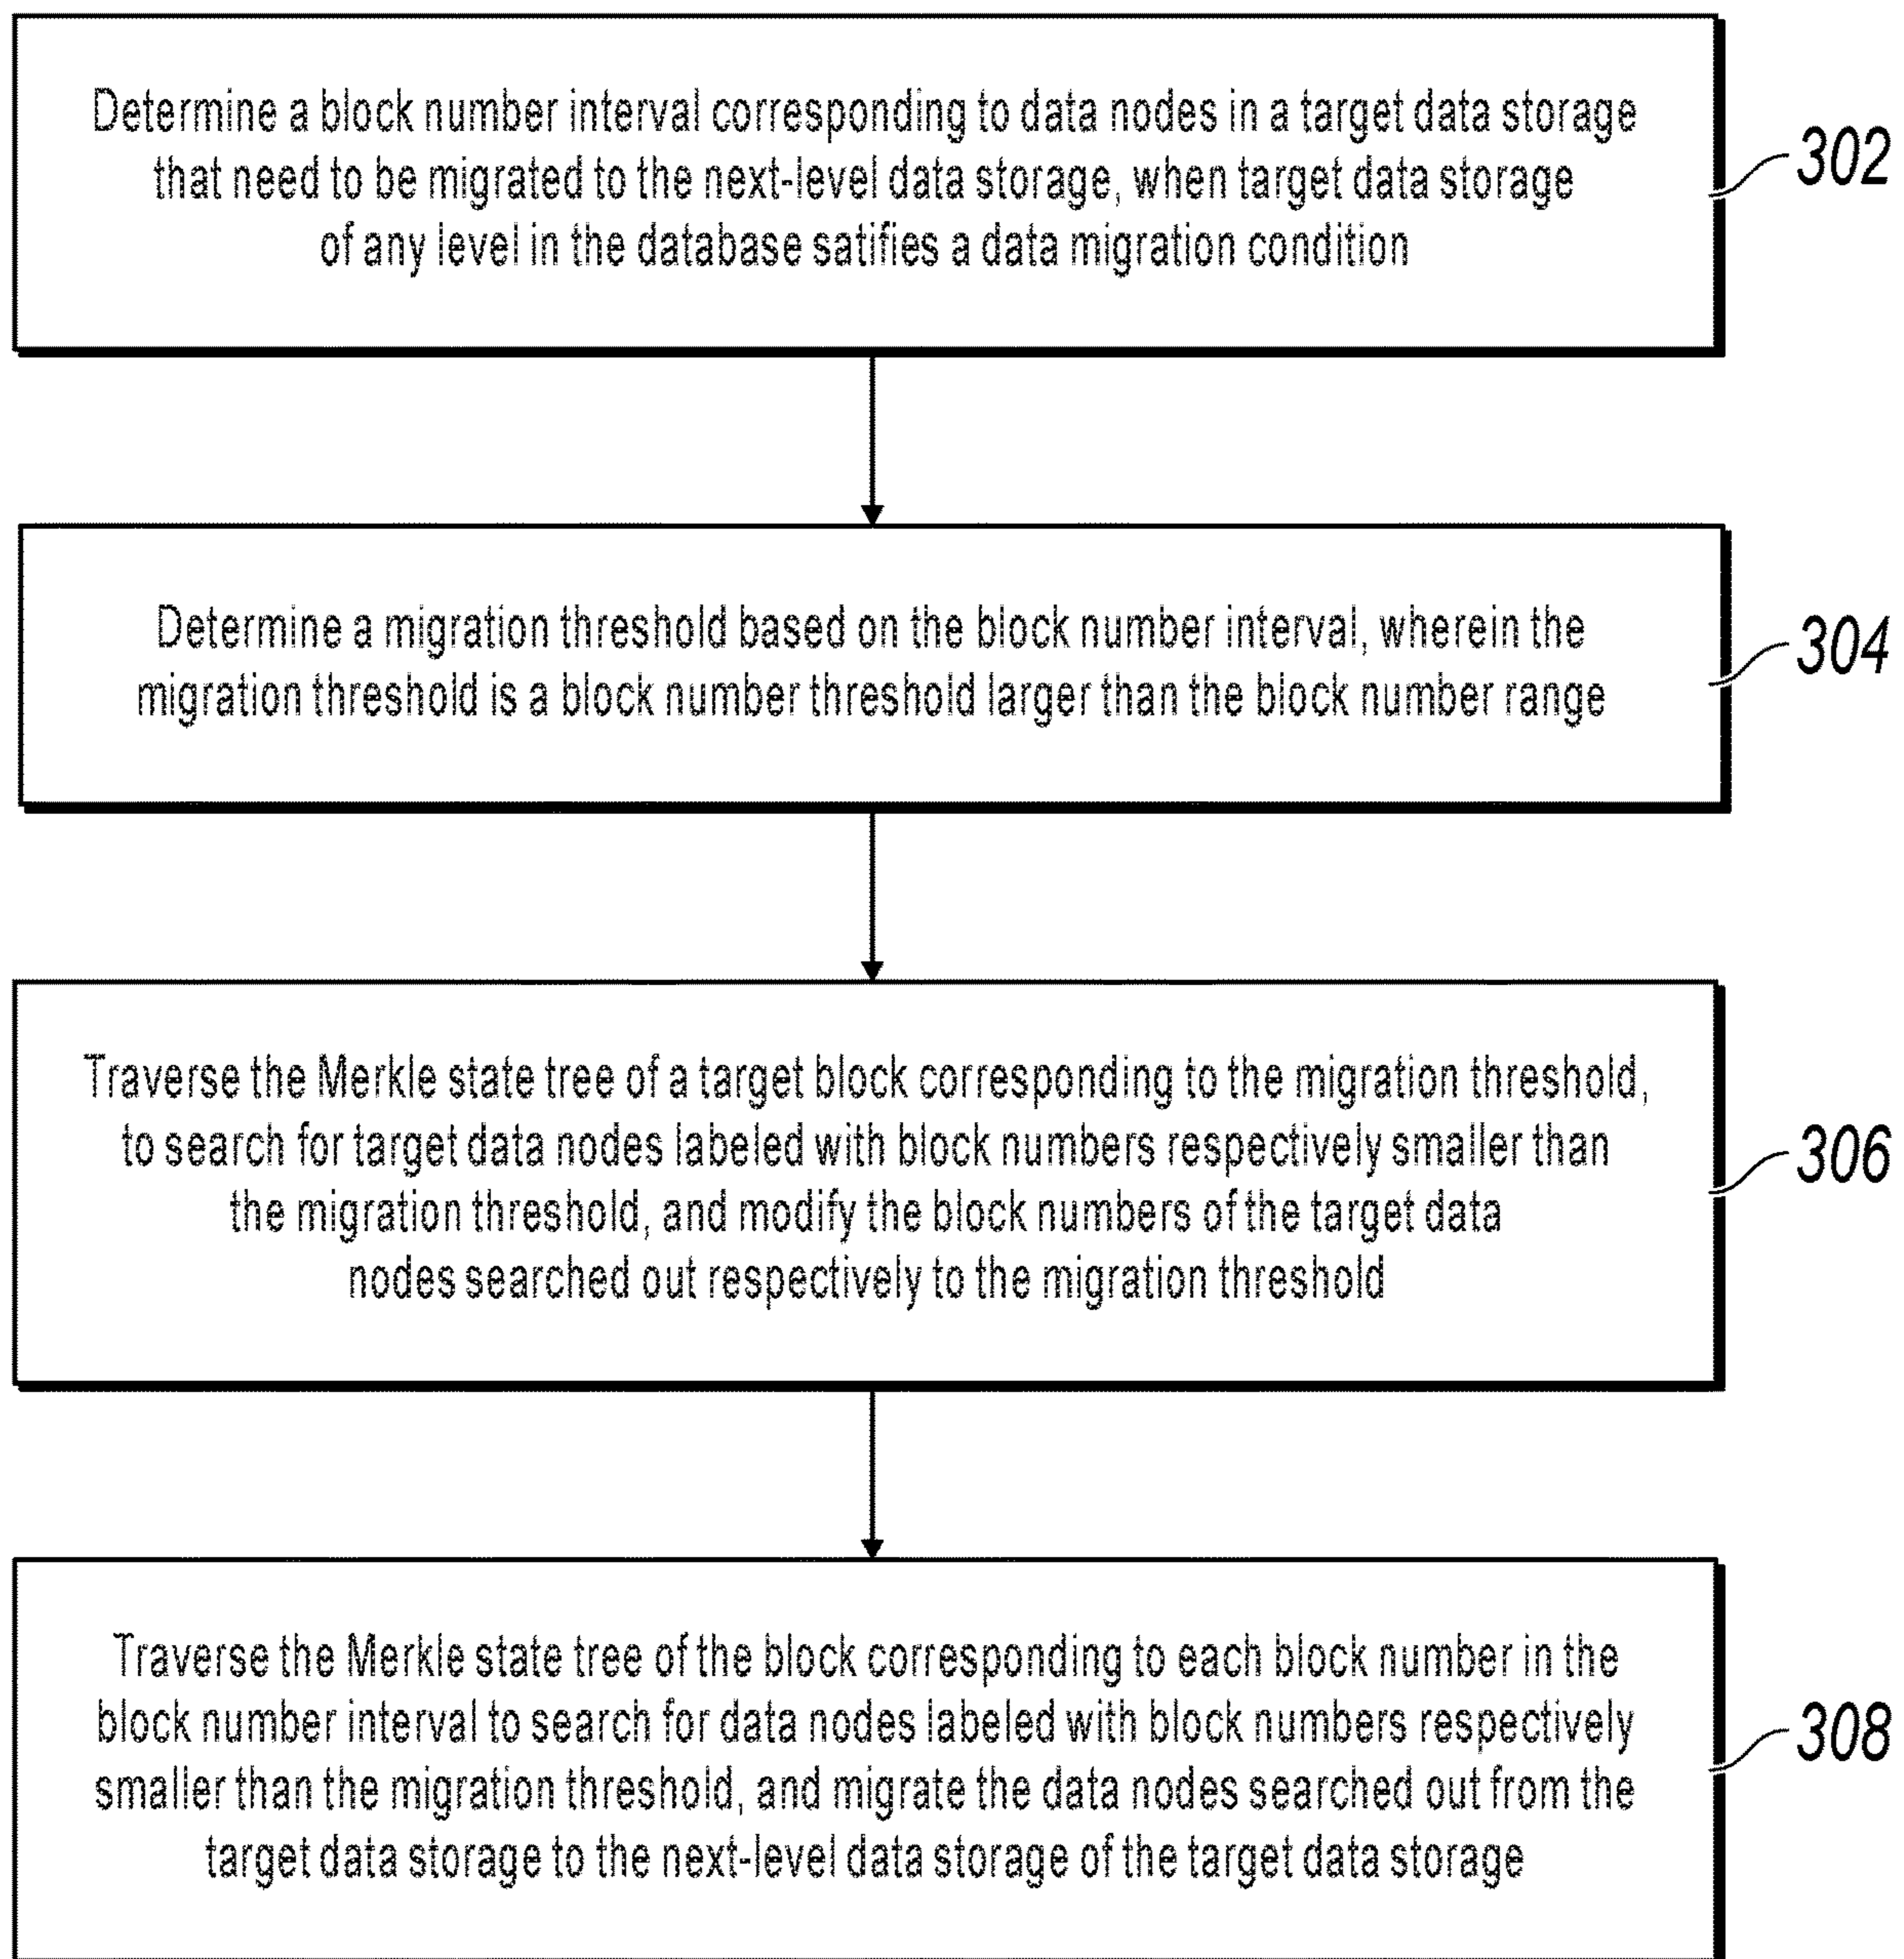 Determine a block number interval corresponding to data nodes in a target data storage
that need to be migrated to the next-level data storage, when target data storage
of any level in the database satifies a data migration condition
302
Determine a migration threshold based on the block number interval, wherein the
migration threshold is a block number threshold larger than the block number range
304
Traverse the Merkle state tree of a target block corresponding to the migration threshold,
to search for target data nodes labeled with block numbers respectively smaller than
the migration threshold, and modify the block numbers of the target data
nodes searched out respectively to the migration threshold
306
Traverse the Merkle state tree of the block corresponding to each block number in the
block number interval to search for data nodes labeled with block numbers respectively
smaller than the migration threshold, and migrate the data nodes searched out from the
target data storage to the next-level data storage of the target data storage
308